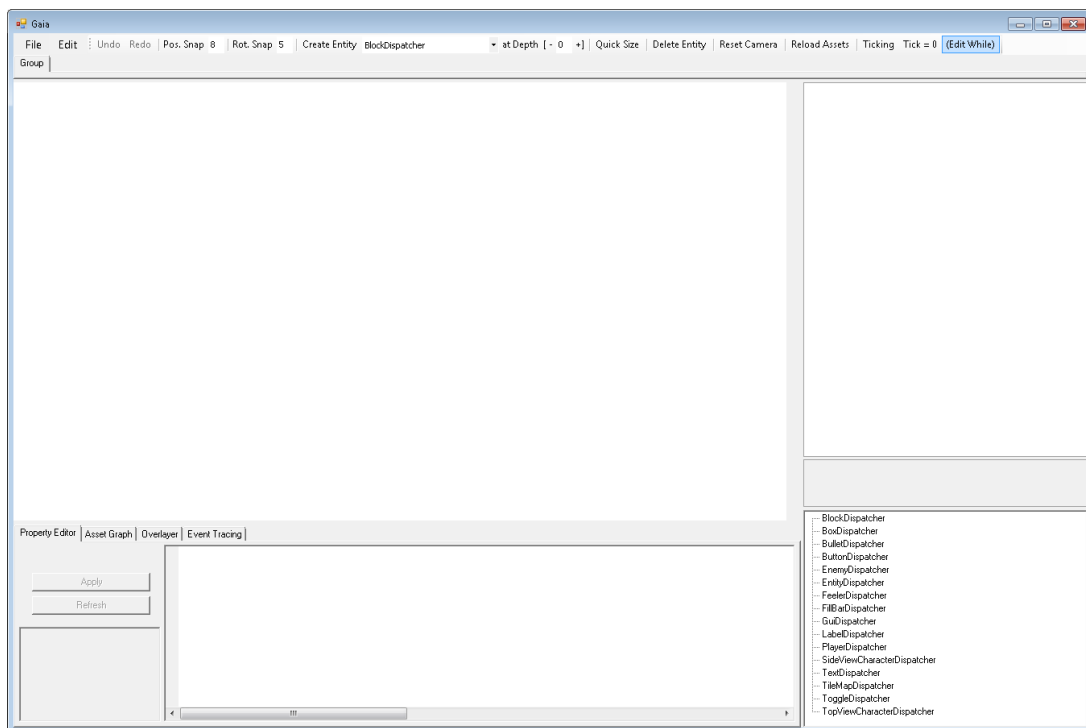 Gaia
File Edit Undo Redo Pos. Snap 8 Rot. Snap 5 Create Entity BlockDispatcher at Depth [ - 0 +] Quick Size Delete Entity Reset Camera Reload Assets Ticking Tick = 0 (Edit While)
Group
Property Editor Asset Graph Overlayer Event Tracing
Apply
Refresh
BlockDispatcher
BoxDispatcher
BulletDispatcher
ButtonDispatcher
EnemyDispatcher
EntityDispatcher
FeelerDispatcher
FillBarDispatcher
GuiDispatcher
LabelDispatcher
PlayerDispatcher
SideViewCharacterDispatcher
TextDispatcher
TileMapDispatcher
ToggleDispatcher
TopViewCharacterDispatcher